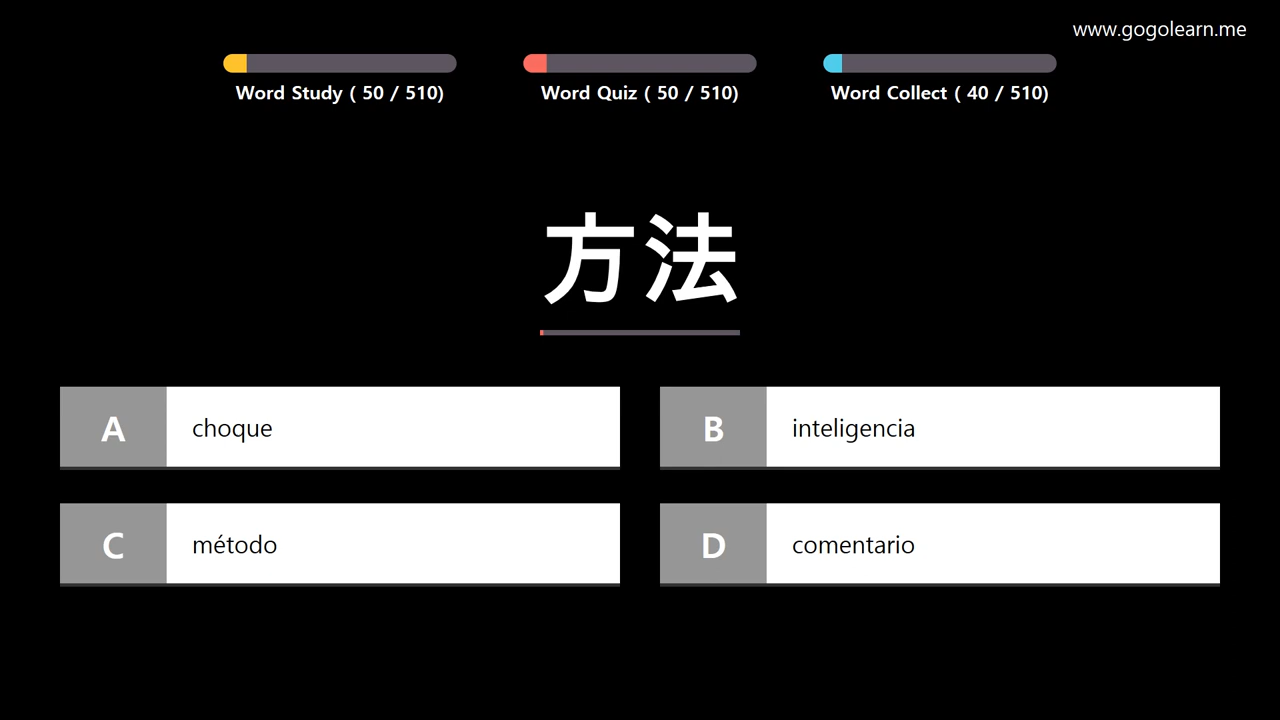 www.gogolearn.me
Word Study ( 50 / 510)
Word Quiz ( 50 / 510)
Word Collect ( 40 / 510)
方法
A choque
B inteligencia
C método
D comentario